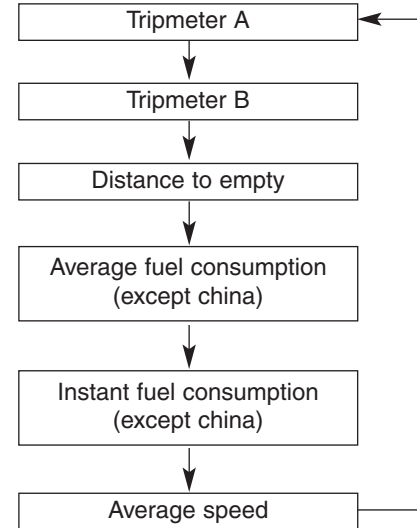 Tripmeter A
Tripmeter B
Distance to empty
Average fuel consumption
(except china)
Instant fuel consumption
(except china)
Average speed